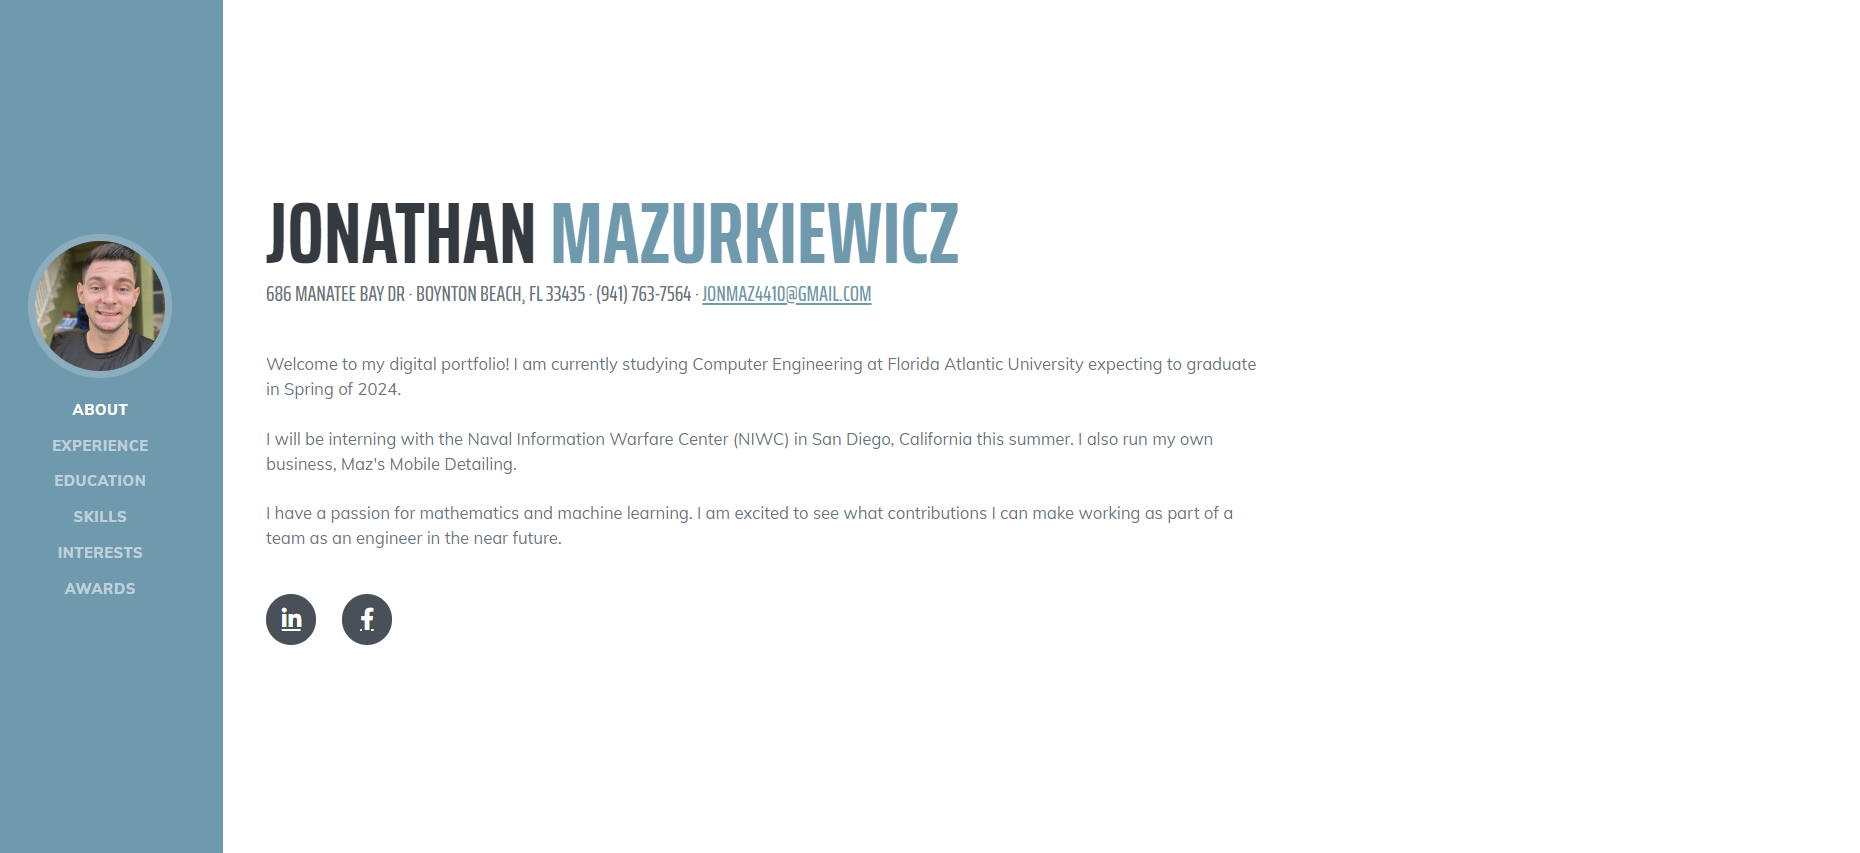 ABOUT
EXPERIENCE
EDUCATION
SKILLS
INTERESTS
AWARDS
JONATHAN MAZURKIEWICZ
686 MANATEE BAY DR · BOYNTON BEACH, FL 33435 · (941) 763-7564 · JONMAZ4410@GMAIL.COM
Welcome to my digital portfolio! I am currently studying Computer Engineering at Florida Atlantic University expecting to graduate
in Spring of 2024.
I will be interning with the Naval Information Warfare Center (NIWC) in San Diego, California this summer. I also run my own
business, Maz's Mobile Detailing.
I have a passion for mathematics and machine learning. I am excited to see what contributions I can make working as part of a
team as an engineer in the near future.
in f